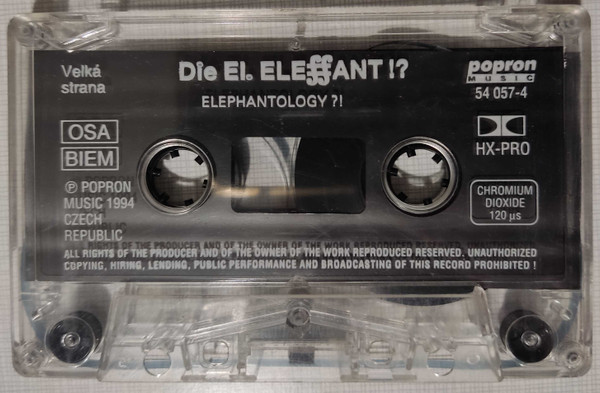 Velká
strana
Die El. ELEffANT !?
ELEPHANTOLOGY ?!
popron
MUSIC
54 057-4
OSA
BIEM
HX-PRO
℗ POPRON
MUSIC 1994
CZECH
REPUBLIC
CHROMIUM
DIOXIDE
120 µs
ALL RIGHTS OF THE PRODUCER AND OF THE OWNER OF THE WORK REPRODUCED RESERVED. UNAUTHORIZED
COPYING, HIRING, LENDING, PUBLIC PERFORMANCE AND BROADCASTING OF THIS RECORD PROHIBITED !